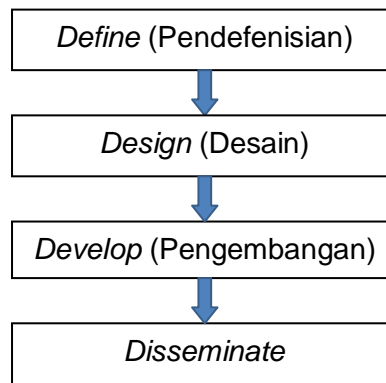 Define (Pendefenisian)
Design (Desain)
Develop (Pengembangan)
Disseminate